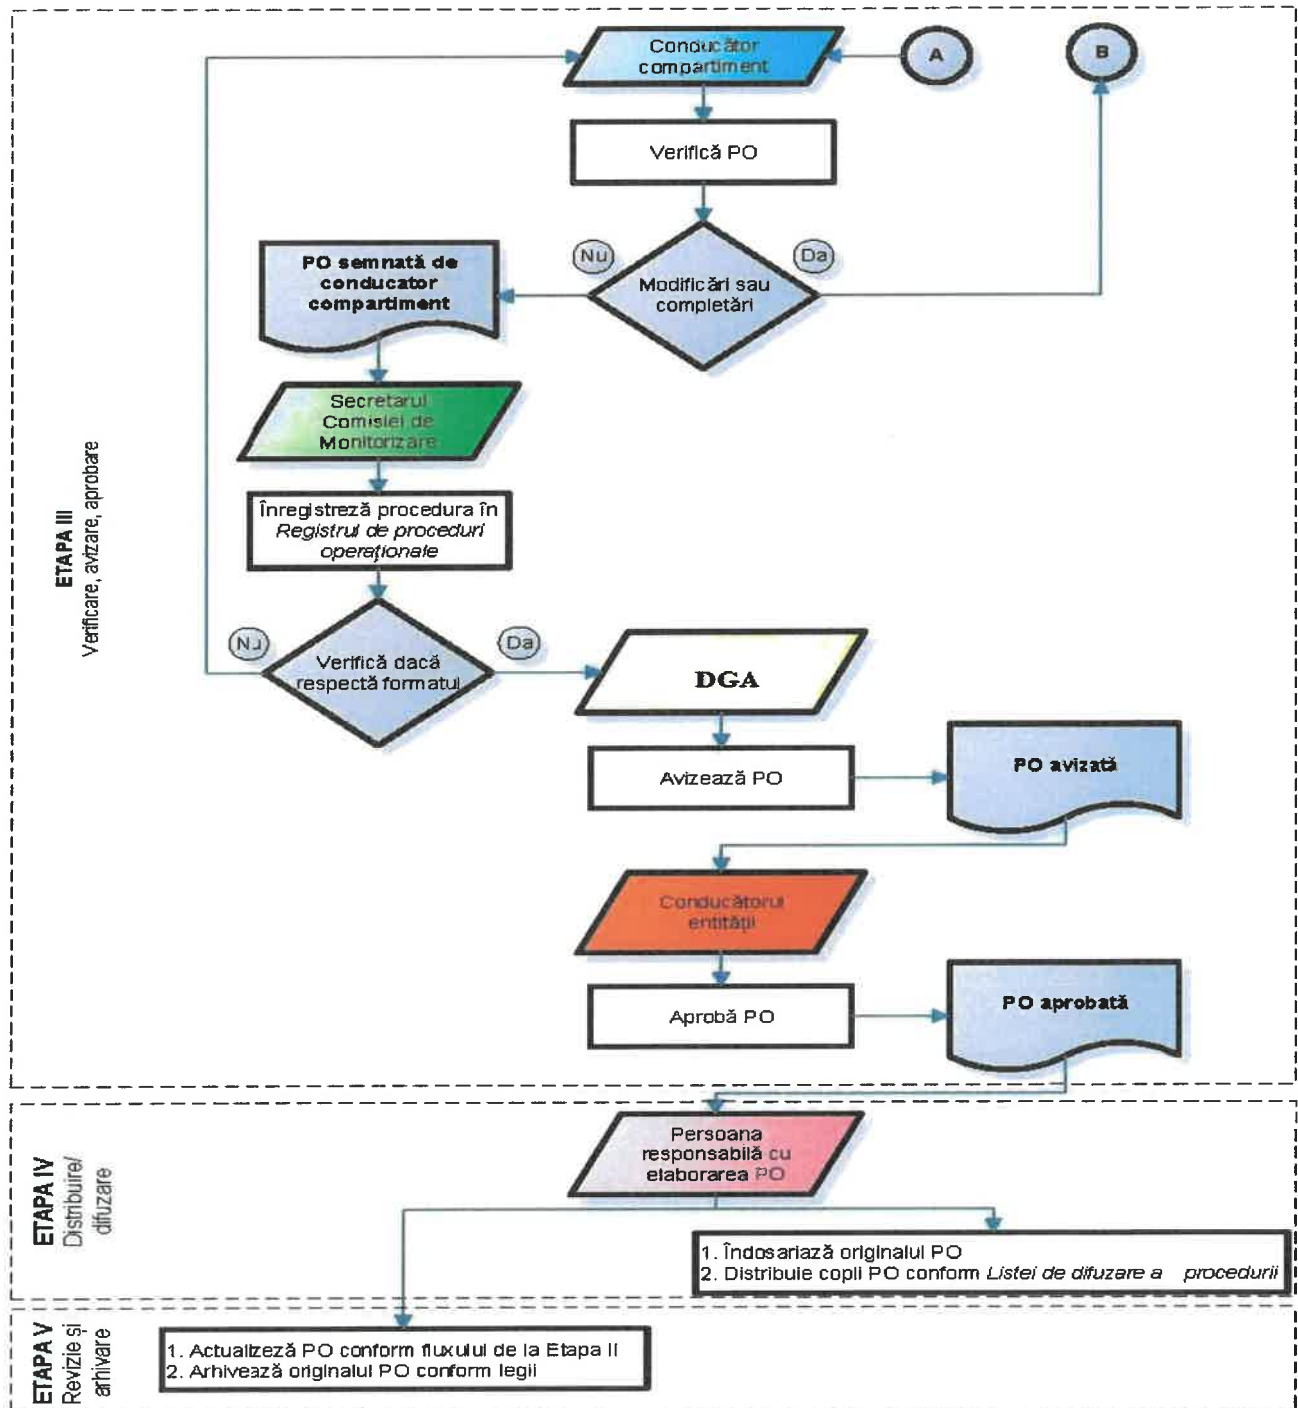 Conducător
compartiment
A
B
Verifică PO
Nu
Da
Modificări sau
completări
PO semnată de
conducator
compartiment
Secretarul
Comisiei de
Monitorizare
Înregistreză procedura în
Registrul de proceduri
operaționale
Nu
Da
Verifică dacă
respectă formatul
DGA
Avizează PO
PO avizată
Conducătorul
entității
Aprobă PO
PO aprobată
ETAPA III
Verificare, avizare, aprobare
Persoana
responsabilă cu
elaborarea PO
ETAPA IV
Distribuire/
difuzare
1. Îndosariază originalul PO
2. Distribuie copii PO conform Listei de difuzare a procedurii
ETAPA V
Revizie și
arhivare
1. Actualizeză PO conform fluxului de la Etapa II
2. Arhivează originalul PO conform legii